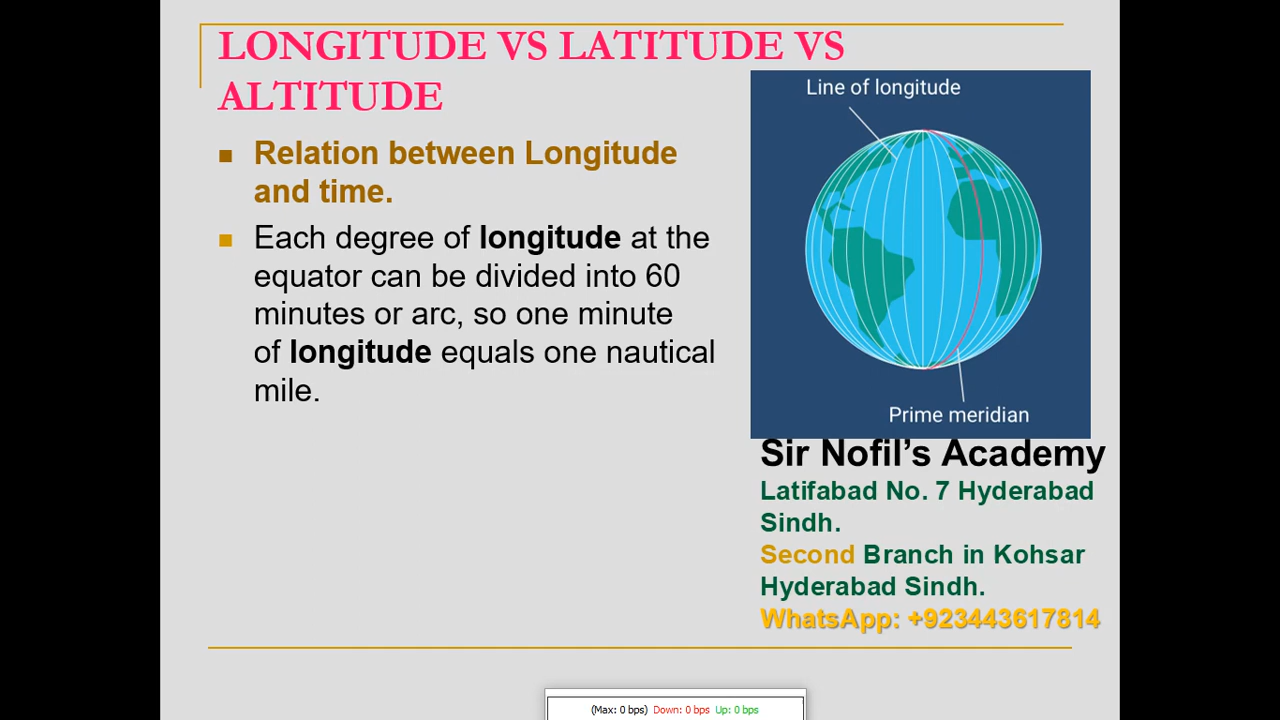 LONGITUDE VS LATITUDE VS
ALTITUDE
Relation between Longitude
and time.
Each degree of longitude at the
equator can be divided into 60
minutes or arc, so one minute
of longitude equals one nautical
mile.
Line of longitude
Prime meridian
Sir Nofil's Academy
Latifabad No. 7 Hyderabad
Sindh.
Second Branch in Kohsar
Hyderabad Sindh.
WhatsApp: +923443617814
(Max: 0 bps) Down: 0 bps Up: 0 bps